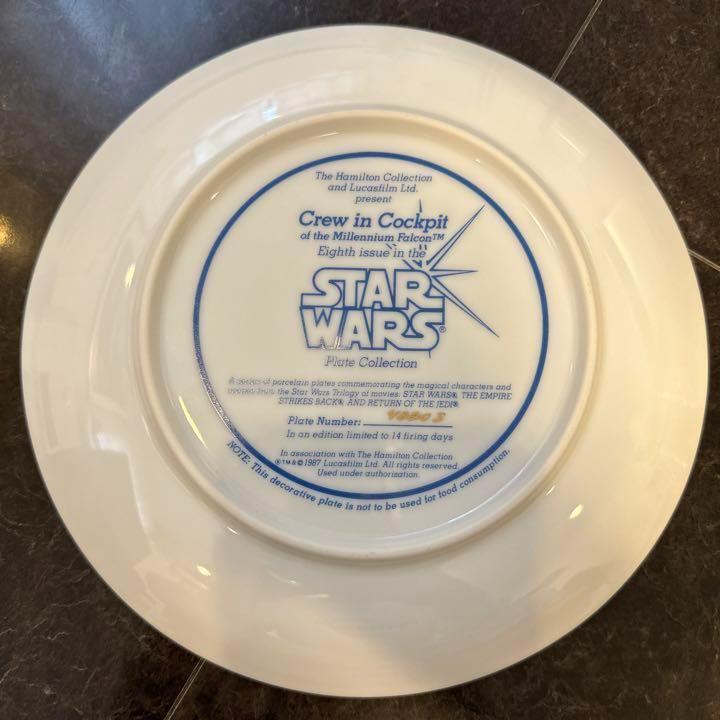 The Hamilton Collection
and Lucasfilm Ltd.
present
Crew in Cockpit
of the Millennium Falcon™
Eighth issue in the
STAR
WARS®
Plate Collection
A series of porcelain plates commemorating the magical characters and
from the Star Wars Trilogy of movies: STAR WARS®, THE EMPIRE
STRIKES BACK® AND RETURN OF THE JEDI®
Plate Number:
In an edition limited to 14 firing days
In association with The Hamilton Collection
®TM&©1987 Lucasfilm Ltd. All rights reserved.
Used under authorization.
NOTE: This decorative plate is not to be used for food consumption.